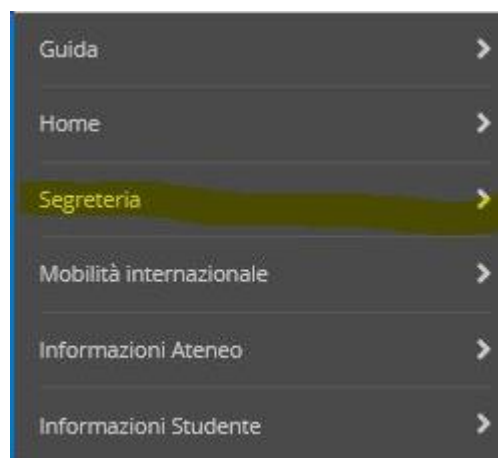 Guida
Home
Segreteria
Mobilità internazionale
Informazioni Ateneo
Informazioni Studente